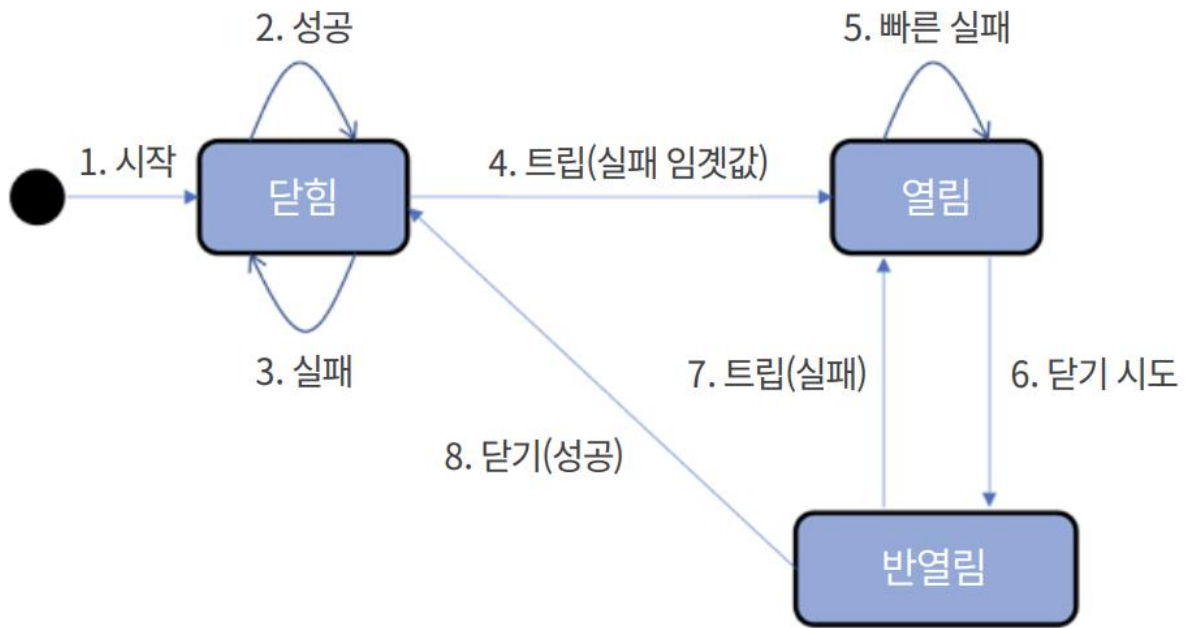 2. 성공
5. 빠른 실패
1. 시작
4. 트립(실패 임곗값)
닫힘
열림
3. 실패
7. 트립(실패)
6. 닫기 시도
8. 닫기(성공)
반열림